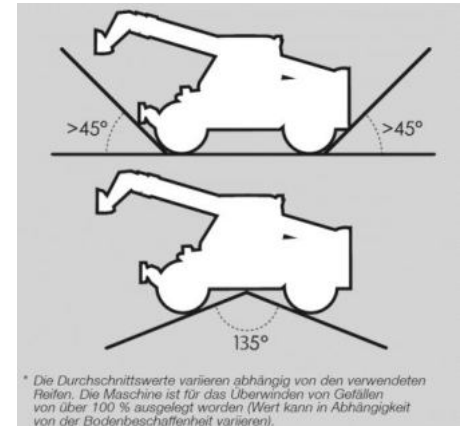 >45° >45°
135°
* Die Durchschnittswerte variieren abhängig von den verwendeten
Reifen. Die Maschine ist für das Überwinden von Gefällen
von über 100 % ausgelegt worden (Wert kann in Abhängigkeit
von der Bodenbeschaffenheit variieren).